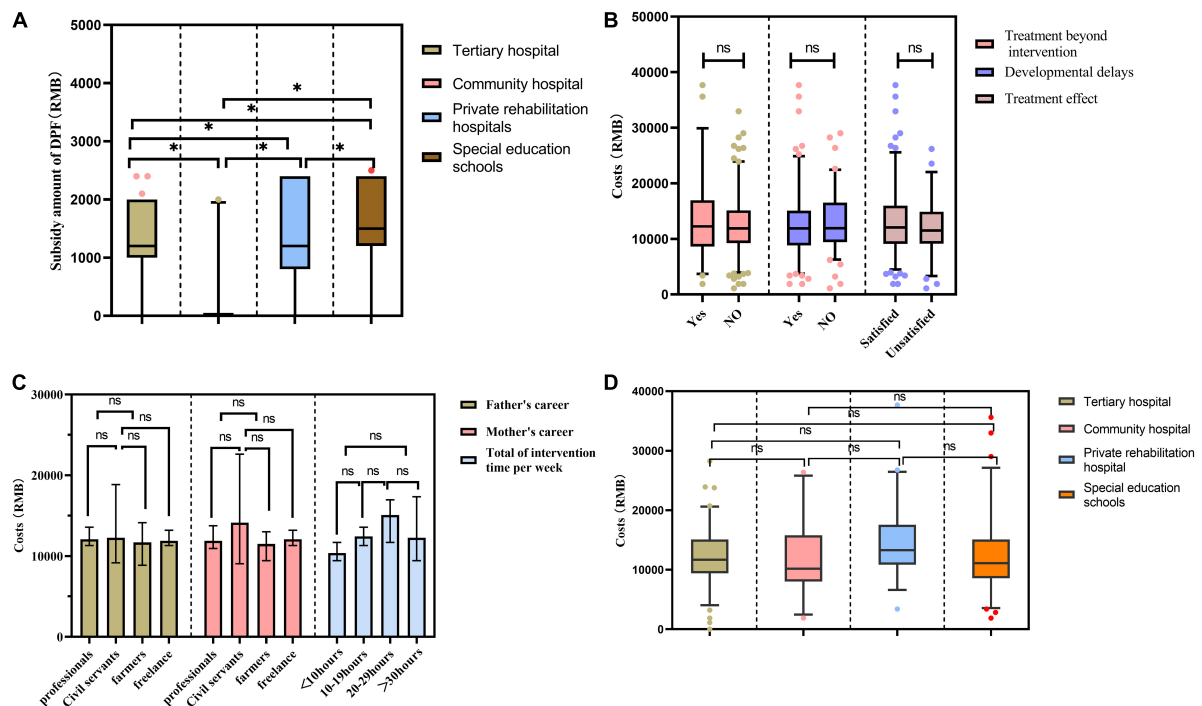 A
Subsidy amount of DPF（RMB）
5000
4000
3000
2000
1000
0
*
*
*
*
*
*
Tertiary hospital
Community hospital
Private rehabilitation
hospitals
Special education
schools
B
Costs（RMB）
50000
40000
30000
20000
10000
0
ns
ns
ns
Yes
NO
Yes
NO
Satisfied
Unsatisfied
Treatment beyond
intervention
Developmental delays
Treatment effect
C
Costs（RMB）
30000
20000
10000
0
ns
ns
ns
ns
ns
ns
ns
ns
ns
ns
ns
ns
professionals
Civil servants
farmers
freelance
professionals
Civil servants
farmers
freelance
<10hours
10-19hours
20-29hours
>30hours
Father's career
Mother's career
Total of intervention
time per week
D
Costs（RMB）
40000
30000
20000
10000
0
ns
ns
ns
ns
ns
ns
Tertiary hospital
Community hospital
Private rehabilitation
hospital
Special education
schools